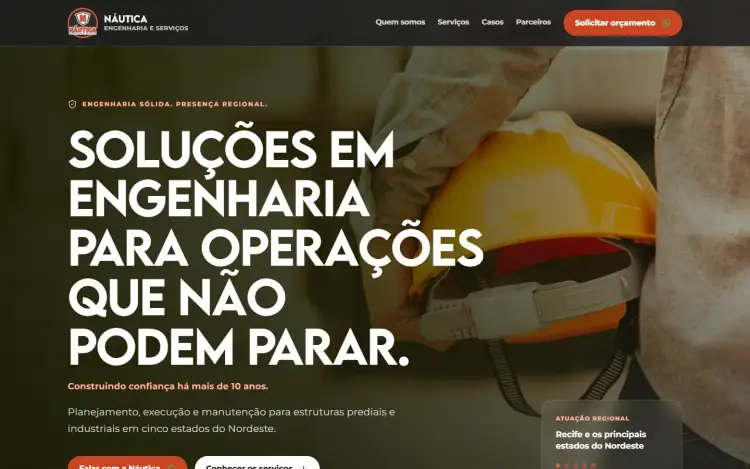 NÁUTICA
ENGENHARIA E SERVIÇOS
Quem somos
Serviços
Casos
Parceiros
Solicitar orçamento
ENGENHARIA SÓLIDA. PRESENÇA REGIONAL.
SOLUÇÕES EM
ENGENHARIA
PARA OPERAÇÕES
QUE NÃO
PODEM PARAR.
Construindo confiança há mais de 10 anos.
Planejamento, execução e manutenção para estruturas prediais e
industriais em cinco estados do Nordeste.
Falar com a Náutica
Conhecer os serviços
ATUAÇÃO REGIONAL
Recife e os principais
estados do Nordeste